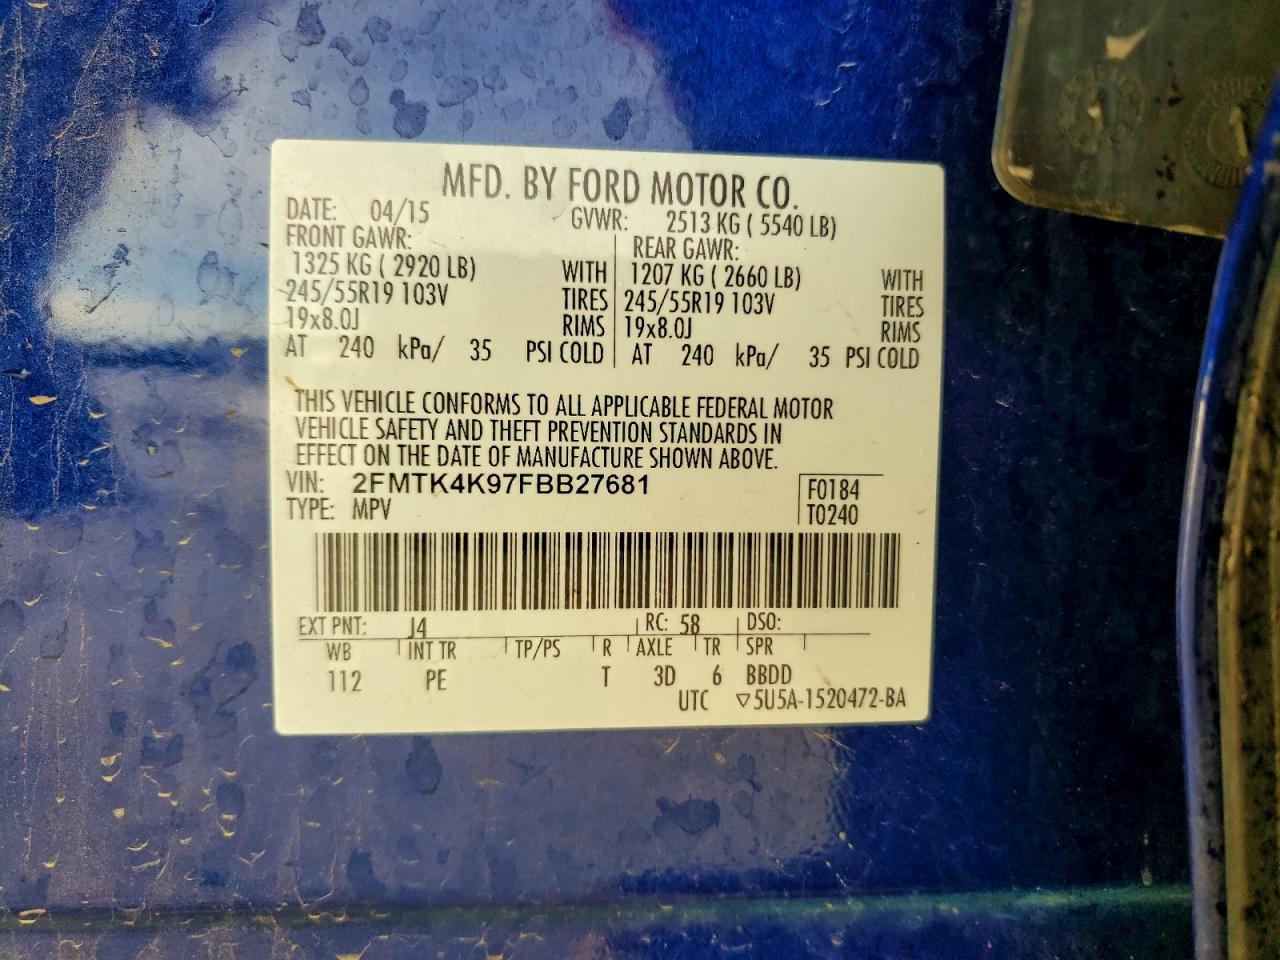 MFD. BY FORD MOTOR CO.
DATE: 04/15 GVWR: 2513 KG ( 5540 LB)
FRONT GAWR: REAR GAWR:
1325 KG ( 2920 LB) WITH 1207 KG ( 2660 LB) WITH
245/55R19 103V TIRES 245/55R19 103V TIRES
19x8.0J RIMS 19x8.0J RIMS
AT 240 kPa/ 35 PSI COLD AT 240 kPa/ 35 PSI COLD
THIS VEHICLE CONFORMS TO ALL APPLICABLE FEDERAL MOTOR
VEHICLE SAFETY AND THEFT PREVENTION STANDARDS IN
EFFECT ON THE DATE OF MANUFACTURE SHOWN ABOVE.
VIN: 2FMTK4K97FBB27681 F0184
TYPE: MPV T0240
EXT PNT: J4 RC: 58 DSO:
WB INT TR TP/PS R AXLE TR SPR
112 PE T 3D 6 BBDD
UTC ▽5U5A-1520472-BA